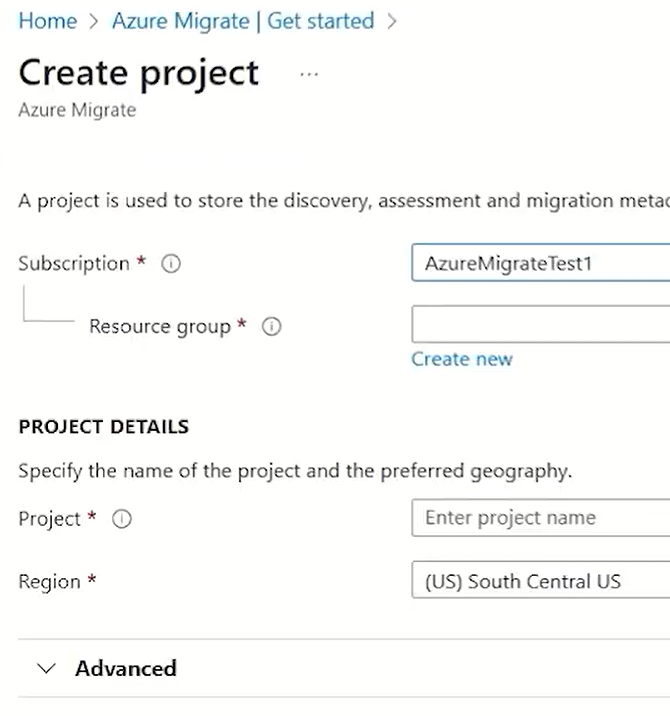 Home > Azure Migrate | Get started >
Create project ...
Azure Migrate
A project is used to store the discovery, assessment and migration
Subscription *
AzureMigrateTest1
Resource group *
Create new
PROJECT DETAILS
Specify the name of the project and the preferred geography.
Project *
Enter project name
Region *
(US) South Central US
Advanced